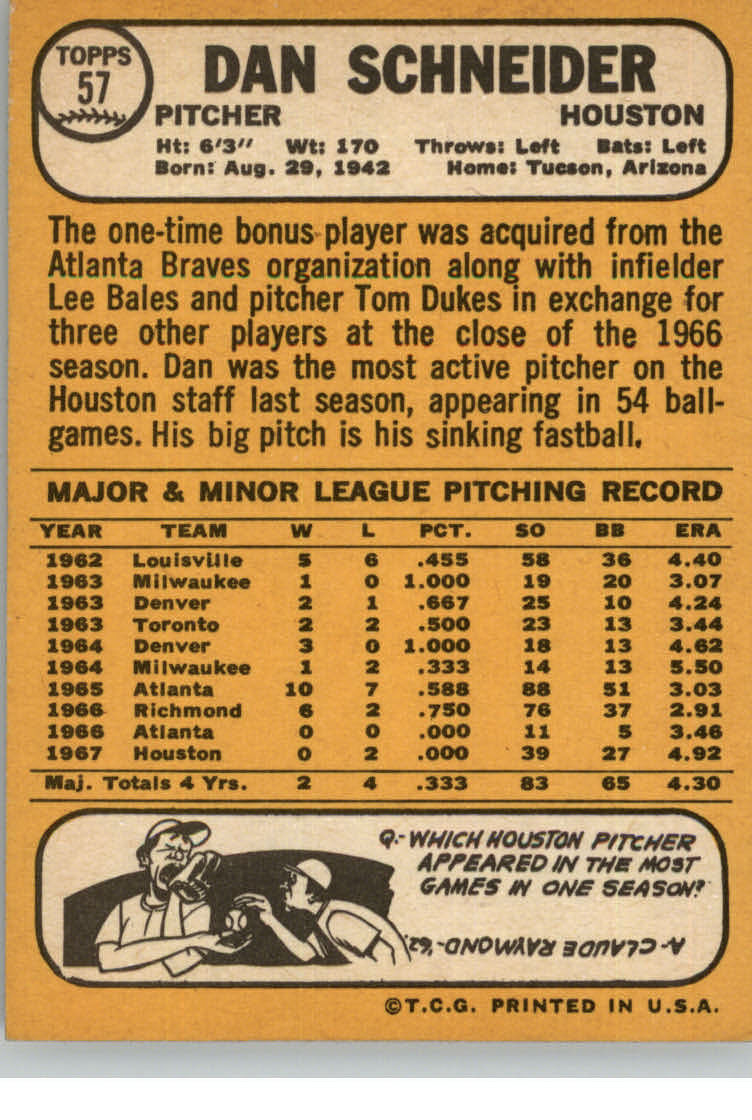 TOPPS
57
DAN SCHNEIDER
PITCHER HOUSTON
Ht: 6'3" Wt: 170 Throws: Left Bats: Left
Born: Aug. 29, 1942 Home: Tucson, Arizona
The one-time bonus player was acquired from the
Atlanta Braves organization along with infielder
Lee Bales and pitcher Tom Dukes in exchange for
three other players at the close of the 1966
season. Dan was the most active pitcher on the
Houston staff last season, appearing in 54 ball-
games. His big pitch is his sinking fastball.
MAJOR & MINOR LEAGUE PITCHING RECORD
YEAR TEAM W L PCT. SO BB ERA
1962 Louisville 5 6 .455 58 36 4.40
1963 Milwaukee 1 0 1.000 19 20 3.07
1963 Denver 2 1 .667 25 10 4.24
1963 Toronto 2 2 .500 23 13 3.44
1964 Denver 3 0 1.000 18 13 4.62
1964 Milwaukee 1 2 .333 14 13 5.50
1965 Atlanta 10 7 .588 88 51 3.03
1966 Richmond 6 2 .750 76 37 2.91
1966 Atlanta 0 0 .000 11 5 3.46
1967 Houston 0 2 .000 39 27 4.92
Maj. Totals 4 Yrs. 2 4 .333 83 65 4.30
Q.-WHICH HOUSTON PITCHER
APPEARED IN THE MOST
GAMES IN ONE SEASON?
A-CLAUDE RAYMOND-'62.
©T.C.G. PRINTED IN U.S.A.